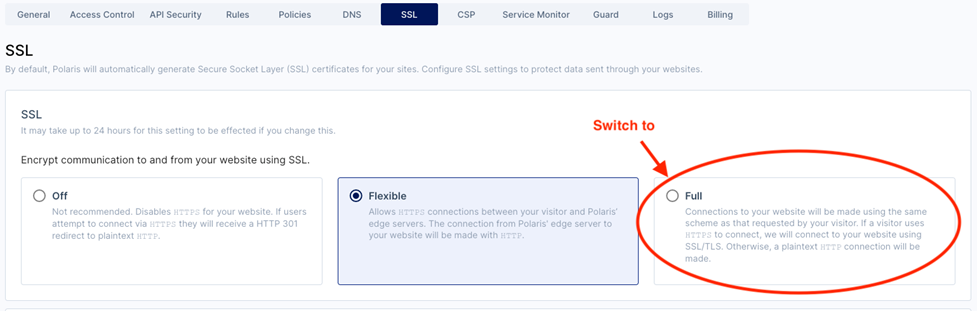 General Access Control API Security Rules Policies DNS SSL CSP Service Monitor Guard Logs Billing
SSL
By default, Polaris will automatically generate Secure Socket Layer (SSL) certificates for your sites. Configure SSL settings to protect data sent through your websites.
SSL
It may take up to 24 hours for this setting to be effected if you change this.
Switch to
Encrypt communication to and from your website using SSL.
Off
Not recommended. Disables HTTPS for your website. If users
attempt to connect via HTTPS they will receive a HTTP 301
redirect to plaintext HTTP.
Flexible
Allows HTTPS connections between your visitor and Polaris'
edge servers. The connection from Polaris' edge server to
your website will be made with HTTP.
Full
Connections to your website will be made using the same
scheme as that requested by your visitor. If a visitor uses
HTTPS to connect, we will connect to your website using
SSL/TLS. Otherwise, a plaintext HTTP connection will be
made.